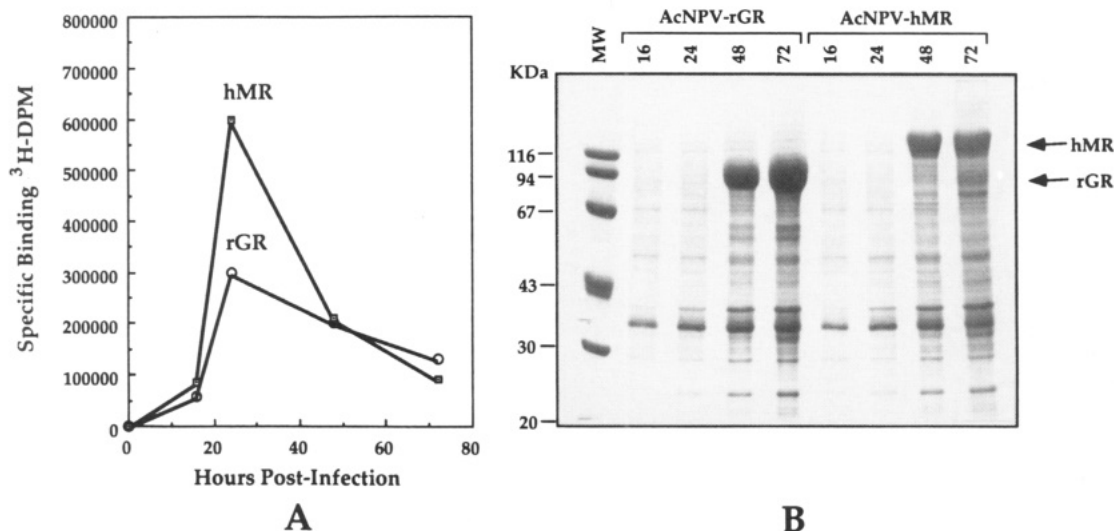 800000
700000
600000
500000
400000
300000
200000
100000
0
Specific Binding ³H-DPM
hMR
rGR
0 20 40 60 80
Hours Post-Infection
A
AcNPV-rGR AcNPV-hMR
MW 16 24 48 72 16 24 48 72
KDa
116
94
67
43
30
20
hMR
rGR
B